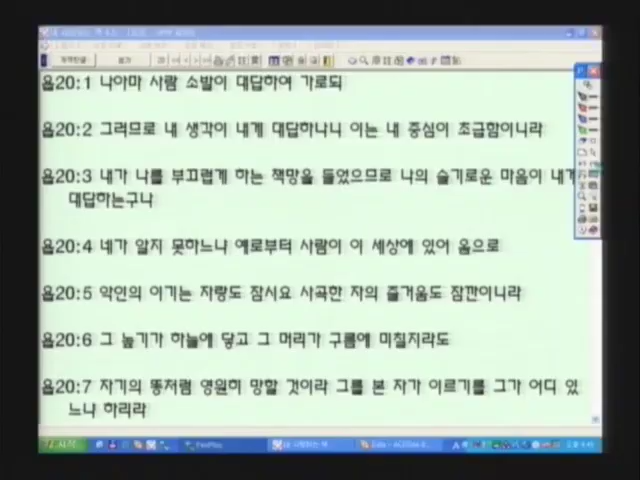 욥20:1 나아마 사람 소발이 대답하여 가로되
욥20:2 그러므로 내 생각이 내게 대답하나니 이는 내 중심이 초급함이니라
욥20:3 내가 나를 부끄럽게 하는 책망을 들었으므로 나의 슬기로운 마음이 내게
대답하는구나
욥20:4 네가 알지 못하느냐 예로부터 사람이 이 세상에 있어 옴으로
욥20:5 악인의 이기는 자랑도 잠시요 사곡한 자의 즐거움도 잠깐이니라
욥20:6 그 높기가 하늘에 닿고 그 머리가 구름에 미칠지라도
욥20:7 자기의 똥처럼 영원히 망할 것이라 그를 본 자가 이르기를 그가 어디 있
느냐 하리라
시작